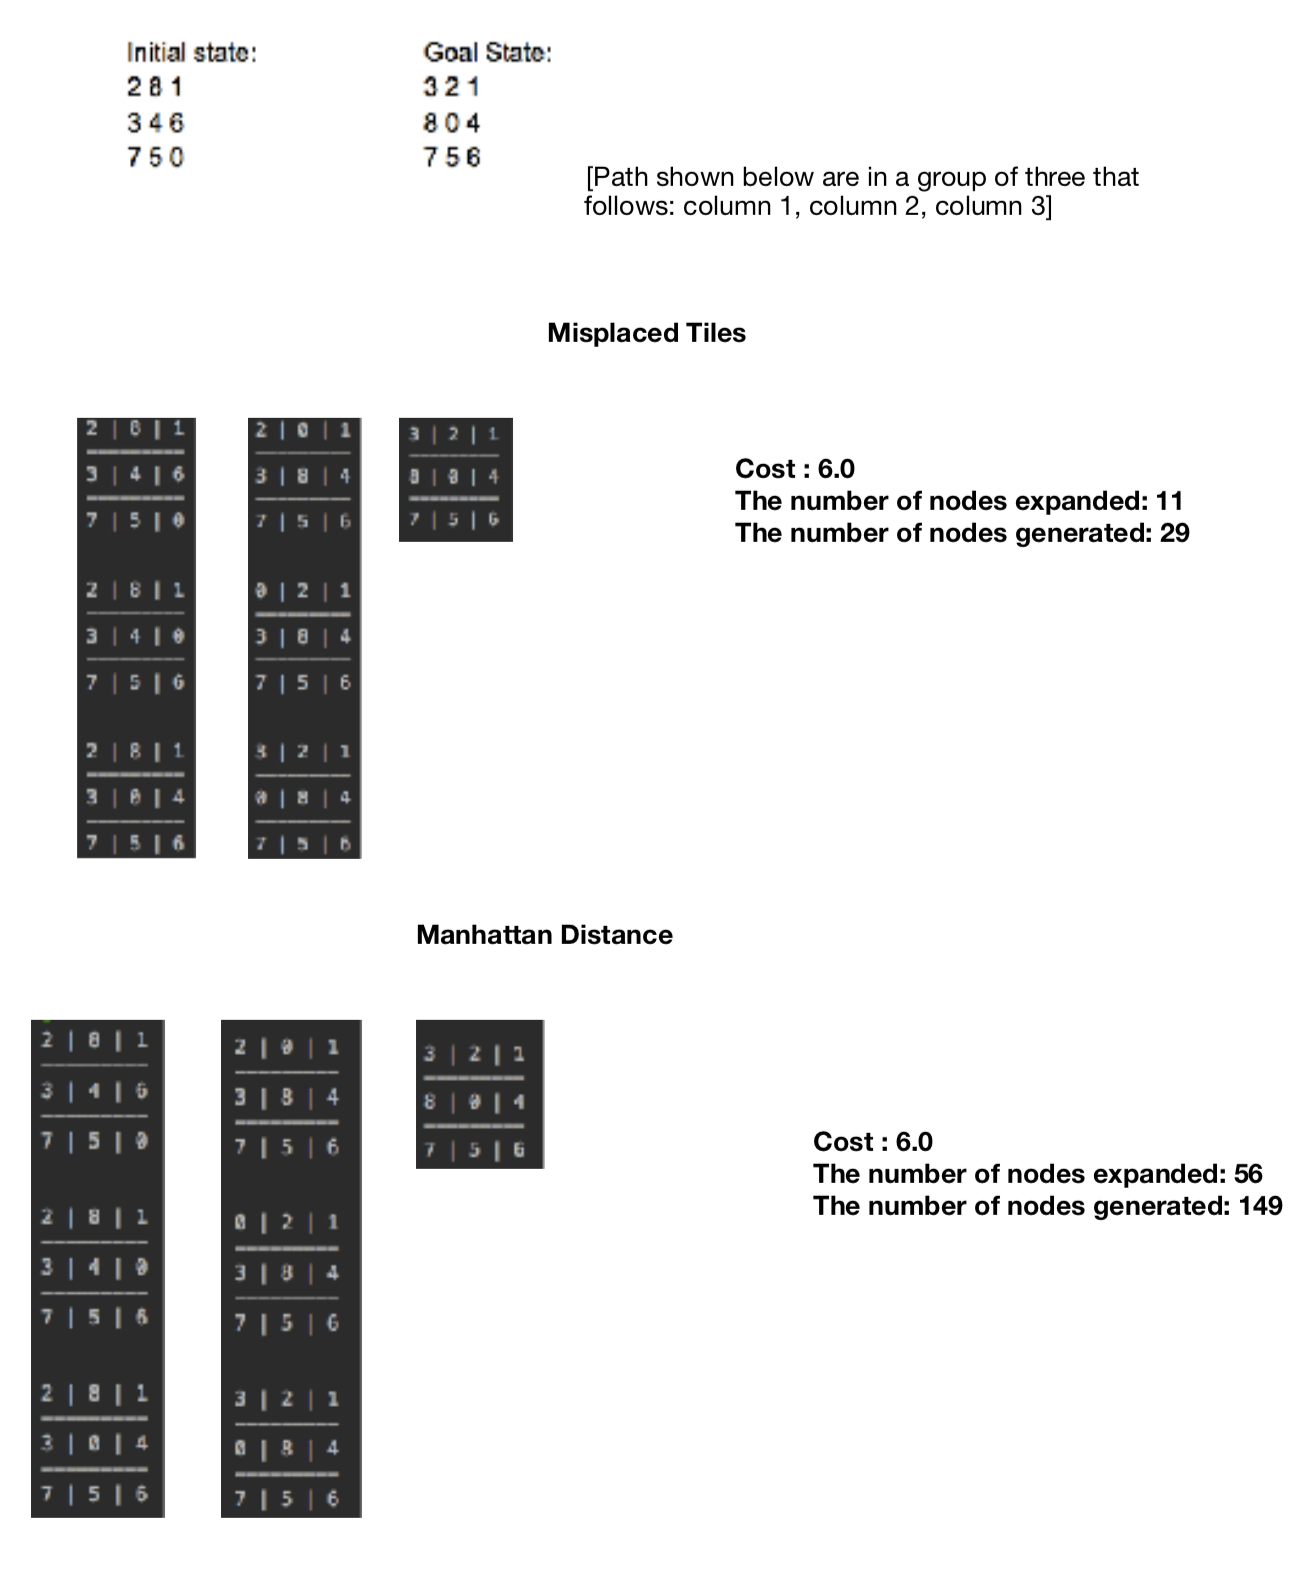 Initial state:
2 8 1
3 4 6
7 5 0
Goal State:
3 2 1
8 0 4
7 5 6
[Path shown below are in a group of three that
follows: column 1, column 2, column 3]
Misplaced Tiles
2 | 8 | 1
3 | 4 | 6
7 | 5 | 0
2 | 8 | 1
3 | 4 | 0
7 | 5 | 6
2 | 8 | 1
3 | 0 | 4
7 | 5 | 6
2 | 0 | 1
3 | 8 | 4
7 | 5 | 6
0 | 2 | 1
3 | 8 | 4
7 | 5 | 6
3 | 2 | 1
0 | 8 | 4
7 | 5 | 6
3 | 2 | 1
8 | 0 | 4
7 | 5 | 6
Cost : 6.0
The number of nodes expanded: 11
The number of nodes generated: 29
Manhattan Distance
2 | 8 | 1
3 | 4 | 6
7 | 5 | 0
2 | 8 | 1
3 | 4 | 0
7 | 5 | 6
2 | 8 | 1
3 | 0 | 4
7 | 5 | 6
2 | 0 | 1
3 | 8 | 4
7 | 5 | 6
0 | 2 | 1
3 | 8 | 4
7 | 5 | 6
3 | 2 | 1
0 | 8 | 4
7 | 5 | 6
3 | 2 | 1
8 | 0 | 4
7 | 5 | 6
Cost : 6.0
The number of nodes expanded: 56
The number of nodes generated: 149